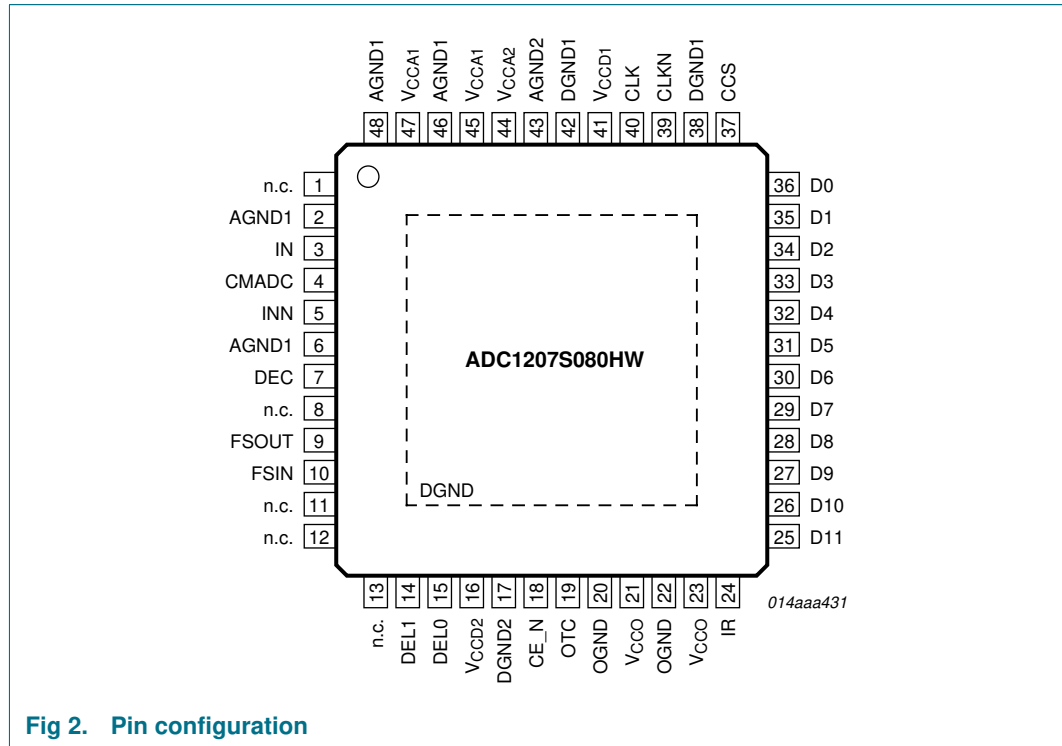 AGND1
VCCA1
AGND1
VCCA1
VCCA2
AGND2
DGND1
VCCD1
CLK
CLKN
DGND1
CCS
48 47 46 45 44 43 42 41 40 39 38 37
n.c. 1
AGND1 2
IN 3
CMADC 4
INN 5
AGND1 6
DEC 7
n.c. 8
FSOUT 9
FSIN 10
n.c. 11
n.c. 12
ADC1207S080HW
DGND
36 D0
35 D1
34 D2
33 D3
32 D4
31 D5
30 D6
29 D7
28 D8
27 D9
26 D10
25 D11
13 14 15 16 17 18 19 20 21 22 23 24
n.c.
DEL1
DEL0
VCCD2
DGND2
CE_N
OTC
OGND
VCCO
OGND
VCCO
IR
014aaa431
Fig 2. Pin configuration